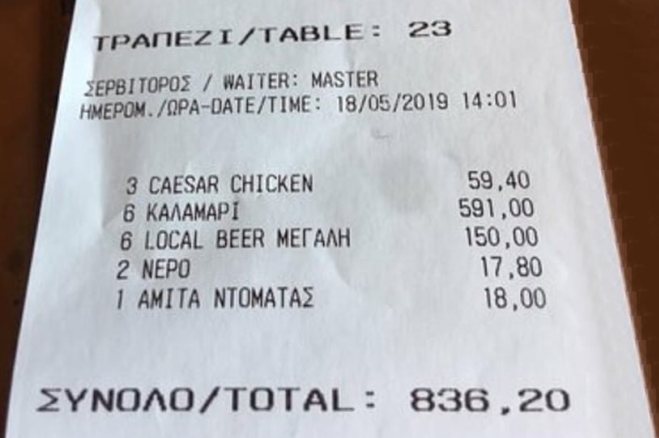 ΤΡΑΠΕΖΙ/TABLE: 23
ΣΕΡΒΙΤΟΡΟΣ / WAITER: MASTER
ΗΜΕΡΟΜ./ΩΡΑ-DATE/TIME: 18/05/2019 14:01
3 CAESAR CHICKEN 59,40
6 ΚΑΛΑΜΑΡΙ 591,00
6 LOCAL BEER ΜΕΓΑΛΗ 150,00
2 ΝΕΡΟ 17,80
1 ΑΜΙΤΑ ΝΤΟΜΑΤΑΣ 18,00
ΣΥΝΟΛΟ/TOTAL: 836,20